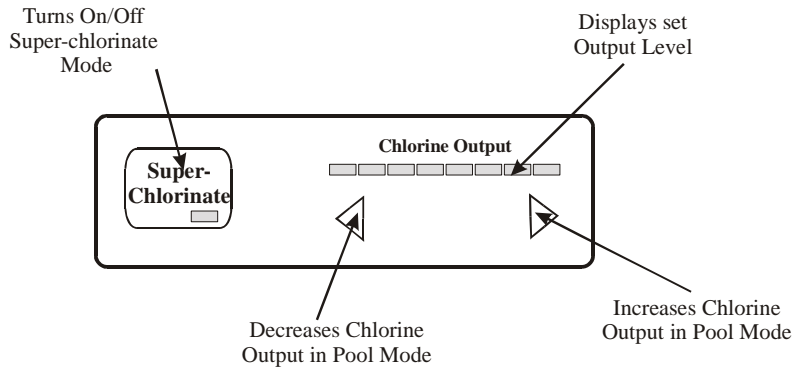 Turns On/Off
Super-chlorinate
Mode
Displays set
Output Level
Chlorine Output
Super-
Chlorinate
Decreases Chlorine
Output in Pool Mode
Increases Chlorine
Output in Pool Mode